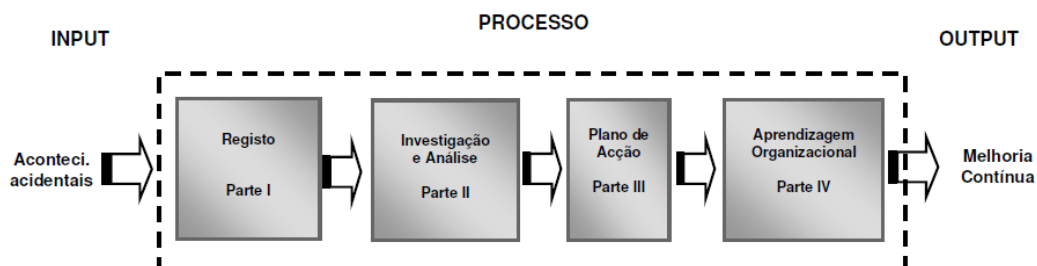 PROCESSO
INPUT
OUTPUT
Aconteci.
acidentais
Registo
Parte I
Investigação
e Análise
Parte II
Plano de
Acção
Parte III
Aprendizagem
Organizacional
Parte IV
Melhoria
Contínua